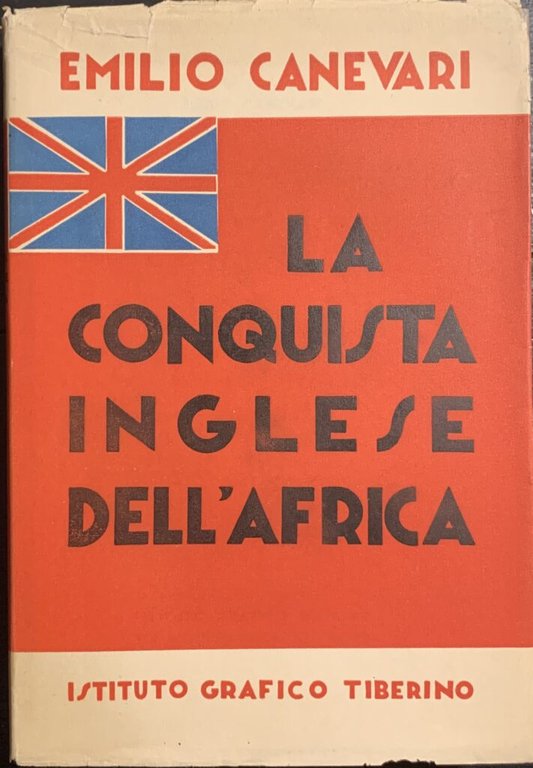 EMILIO CANEVARI
LA
CONQUISTA
INGLESE
DELL'AFRICA
ISTITUTO GRAFICO TIBERINO